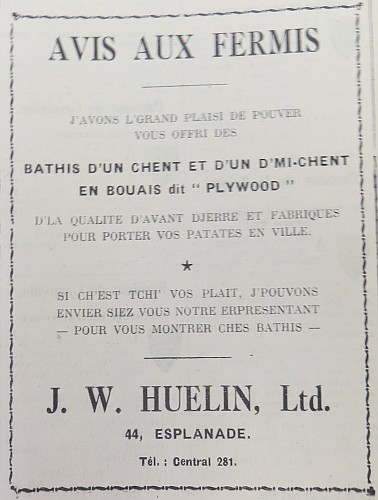 AVIS AUX FERMIS
J'AVONS L'GRAND PLAISI DE POUVER
VOUS OFFRI DES
BATHIS D'UN CHENT ET D'UN D'MI-CHENT
EN BOUAIS dit " PLYWOOD "
D'LA QUALITE D'AVANT DJERRE ET FABRIQUES
POUR PORTER VOS PATATES EN VILLE.
★
SI CH'EST TCHI' VOS PLAIT, J'POUVONS
ENVIER SIEZ VOUS NOTRE ERPRESENTANT
— POUR VOUS MONTRER CHES BATHIS —
J. W. HUELIN, Ltd.
44, ESPLANADE.
Tél. : Central 281.